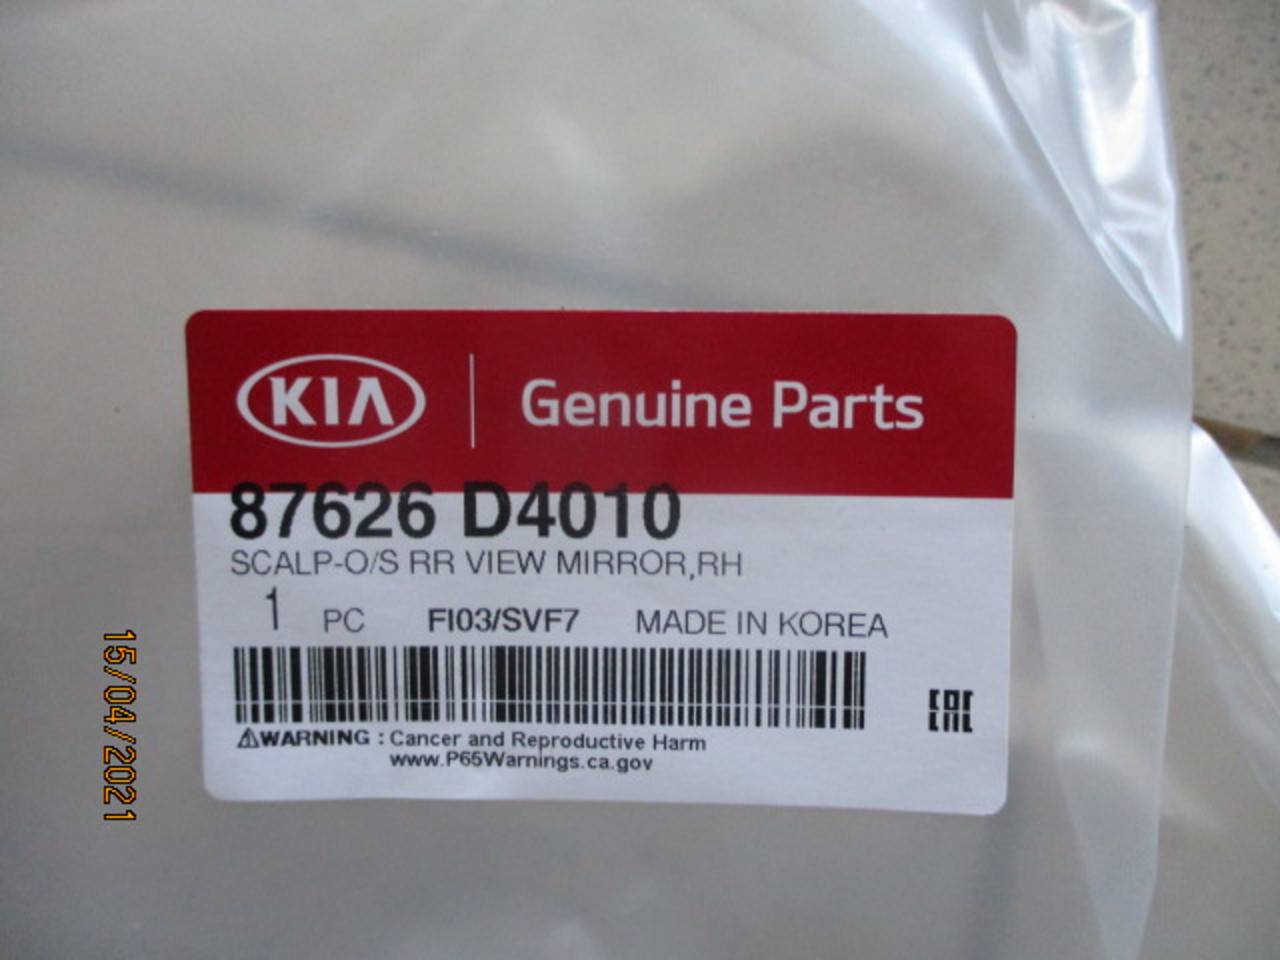 KIA Genuine Parts
87626 D4010
SCALP-O/S RR VIEW MIRROR,RH
1 PC FI03/SVF7 MADE IN KOREA
EAC
⚠WARNING : Cancer and Reproductive Harm
www.P65Warnings.ca.gov
15/04/2021